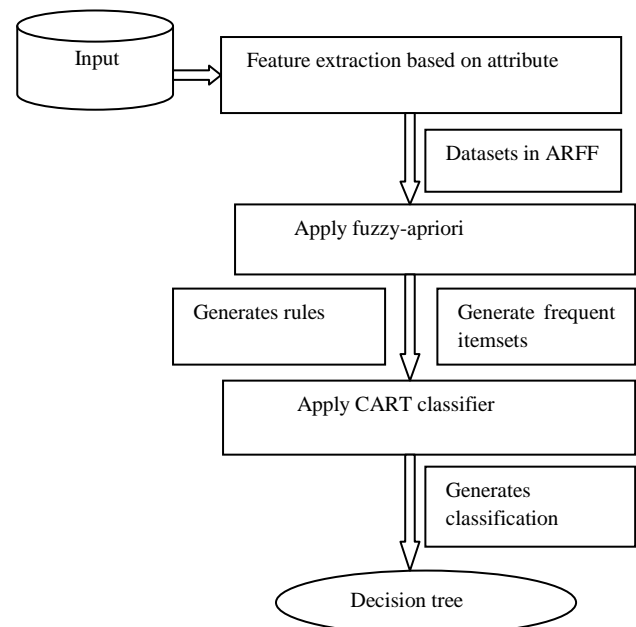 Input
Feature extraction based on attribute
Datasets in ARFF
Apply fuzzy-apriori
Generates rules
Generate frequent
itemsets
Apply CART classifier
Generates
classification
Decision tree